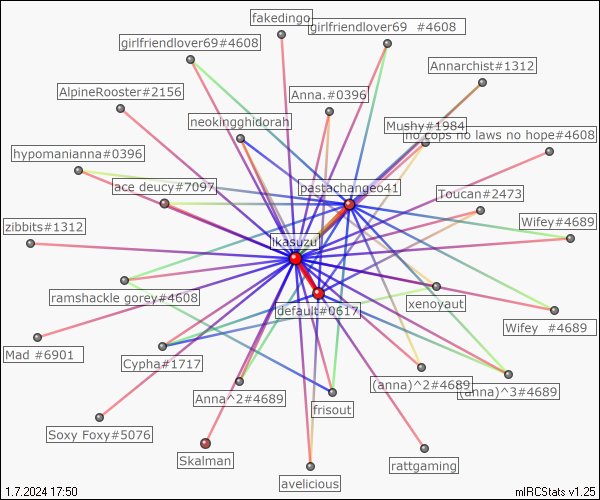 fakedingo
girlfriendlover69  #4608
girlfriendlover69#4608
Annarchist#1312
AlpineRooster#2156
Anna.#0396
neokingghidorah
Mushy#1984
no cops no laws no hope#4608
hypomanianna#0396
ace deucy#7097
pastachangeo41
Toucan#2473
zibbits#1312
Wifey#4689
ikasuzu
ramshackle gorey#4608
default#0617
xenoyaut
Wifey  #4689
Mad #6901
Cypha#1717
(anna)^2#4689
(anna)^3#4689
Anna^2#4689
frisout
Soxy Foxy#5076
Skalman
rattgaming
avelicious
1.7.2024 17:50
mIRCStats v1.25